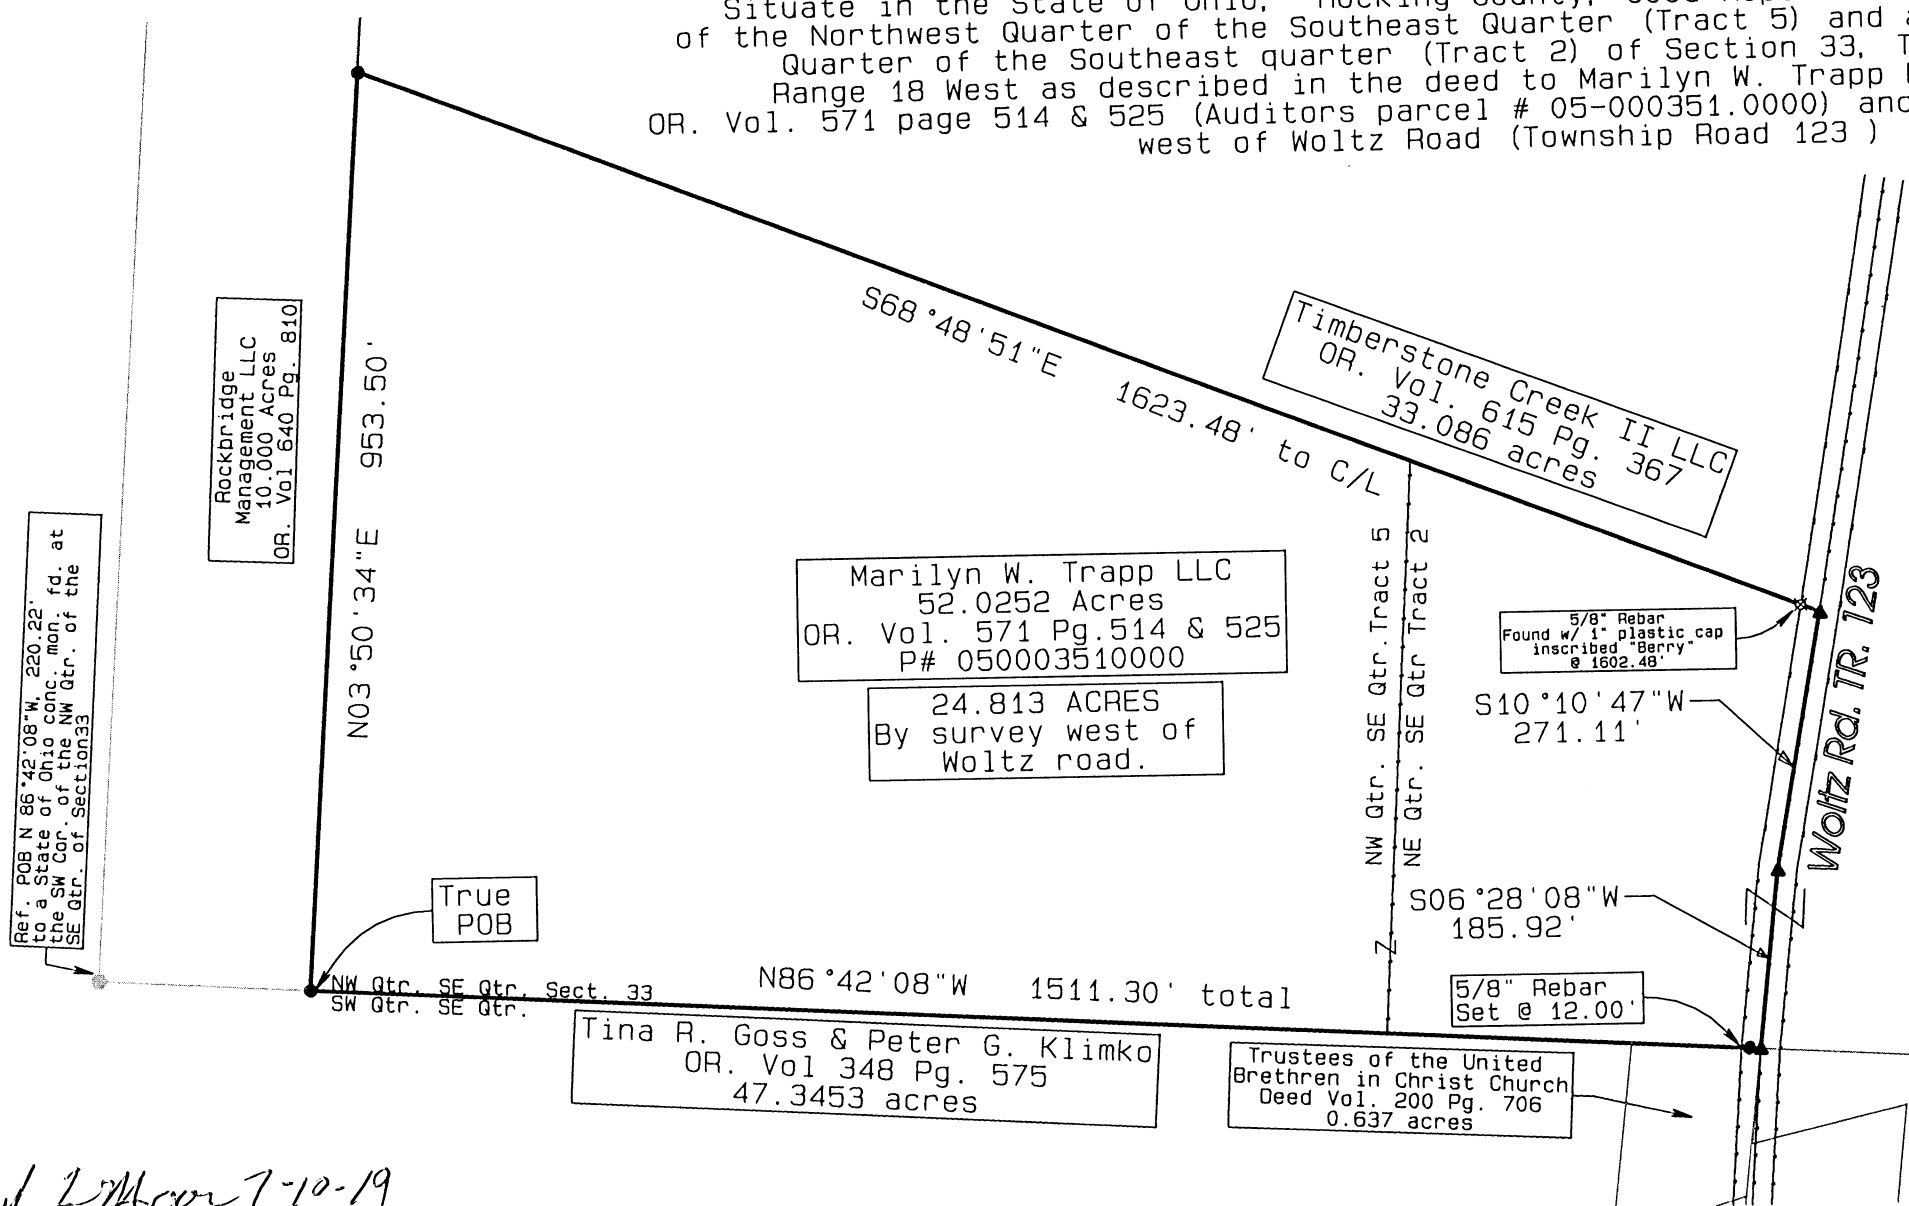 Situate in the State of Ohio, Hocking County,
of the Northwest Quarter of the Southeast Quarter (Tract 5) and
Quarter of the Southeast quarter (Tract 2) of Section 33,
Range 18 West as described in the deed to Marilyn W. Trapp
OR. Vol. 571 page 514 & 525 (Auditors parcel # 05-000351.0000) and
west of Woltz Road (Township Road 123 )
S68°48'51"E 1623.48' to C/L
Timberstone Creek II LLC
OR. Vol. 615 Pg. 367
33.086 acres
Rockbridge
Management LLC
10.000 Acres
OR. Vol 640 Pg. 810
N03°50'34"E 953.50'
Ref. POB N 86°42'08"W, 220.22'
to a State of Ohio conc. mon. fd. at
the SW Cor. of the NW Qtr. of the
SE Qtr. of Section33
Marilyn W. Trapp LLC
52.0252 Acres
OR. Vol. 571 Pg.514 & 525
P# 050003510000
24.813 ACRES
By survey west of
Woltz road.
NW Qtr. SE Qtr.Tract 5
NE Qtr. SE Qtr Tract 2
5/8" Rebar
Found w/ 1" plastic cap
inscribed "Berry"
@ 1602.48'
Woltz Rd. TR. 123
S10°10'47"W
271.11'
S06°28'08"W
185.92'
True
POB
NW Qtr. SE Qtr. Sect. 33
SW Qtr. SE Qtr.
N86°42'08"W 1511.30' total
Z
5/8" Rebar
Set @ 12.00'
Tina R. Goss & Peter G. Klimko
OR. Vol 348 Pg. 575
47.3453 acres
Trustees of the United
Brethren in Christ Church
Deed Vol. 200 Pg. 706
0.637 acres
7-10-19